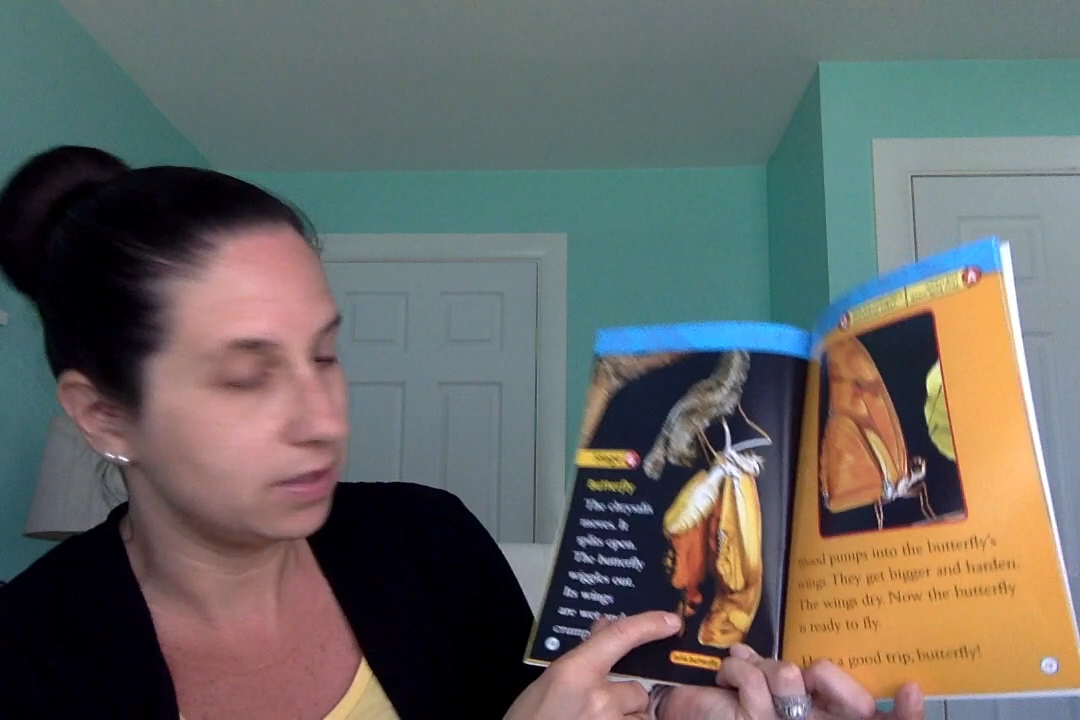 butterfly
The chrysalis
moves. It
splits open.
The butterfly
wiggles out.
Its wings
are wet and
Blood pumps into the butterfly's
wings. They get bigger and harden.
The wings dry. Now the butterfly
is ready to fly.
a good trip, butterfly!